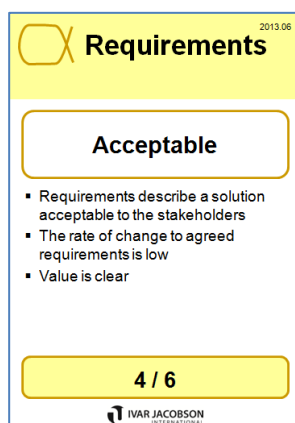 2013.06
Requirements
Acceptable
▪ Requirements describe a solution
acceptable to the stakeholders
▪ The rate of change to agreed
requirements is low
▪ Value is clear
4 / 6
IVAR JACOBSON
INTERNATIONAL